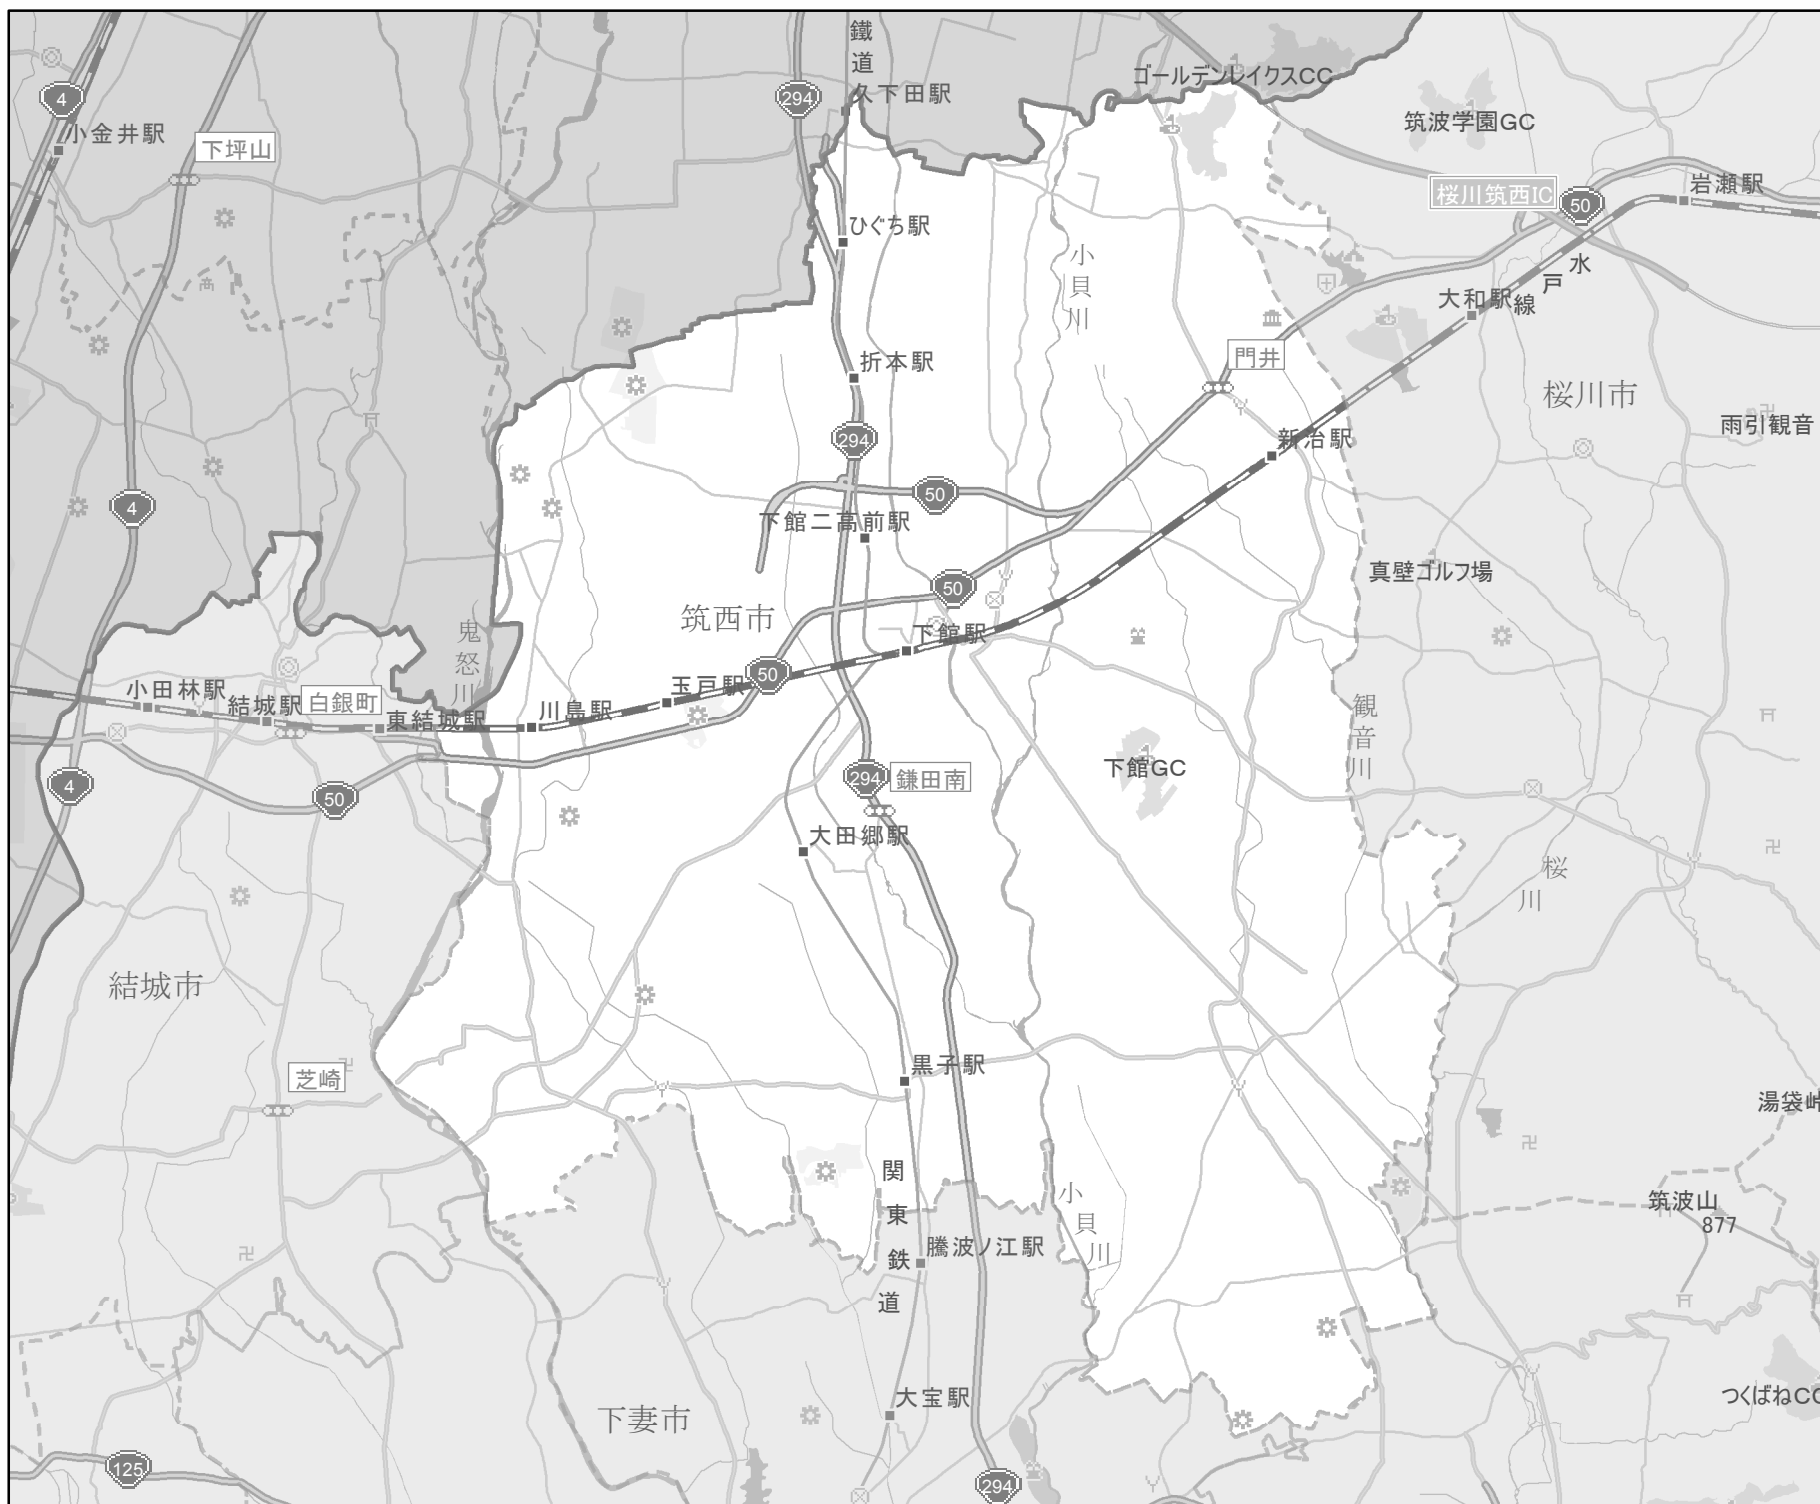 鐵道
294
久下田駅
ゴールデンレイクスCC
4
小金井駅
下坪山
筑波学園GC
桜川筑西IC
50
岩瀬駅
ひぐち駅
小貝川
水戸線
大和駅
折本駅
門井
桜川市
雨引観音
294
新治駅
4
50
下館二高前駅
真壁ゴルフ場
50
筑西市
鬼怒川
下館駅
50
玉戸駅
小田林駅
結城駅
白銀町
東結城駅
川島駅
観音川
下館GC
4
50
294
鎌田南
大田郷駅
桜川
結城市
黒子駅
芝崎
湯袋峠
関東鉄道
小貝川
筑波山
877
騰波ノ江駅
大宝駅
つくばねCC
下妻市
125
294